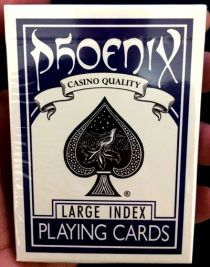 PHOENIX
CASINO QUALITY
®
LARGE INDEX
PLAYING CARDS